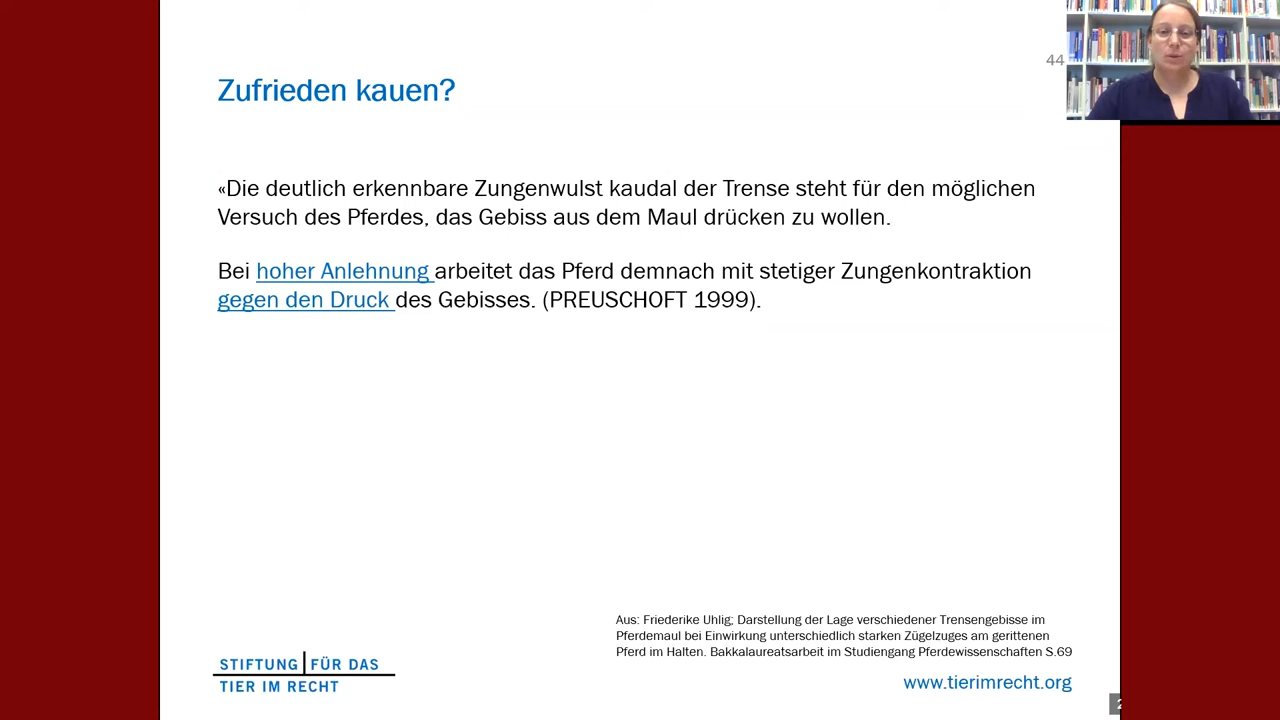 44
Zufrieden kauen?
«Die deutlich erkennbare Zungenwulst kaudal der Trense steht für den möglichen
Versuch des Pferdes, das Gebiss aus dem Maul drücken zu wollen.
Bei hoher Anlehnung arbeitet das Pferd demnach mit stetiger Zungenkontraktion
gegen den Druck des Gebisses. (PREUSCHOFT 1999).
Aus: Friederike Uhlig; Darstellung der Lage verschiedener Trensengebisse im
Pferdemaul bei Einwirkung unterschiedlich starken Zügelzuges am gerittenen
Pferd im Halten. Bakkalaureatsarbeit im Studiengang Pferdewissenschaften S.69
STIFTUNG FÜR DAS
TIER IM RECHT
www.tierimrecht.org